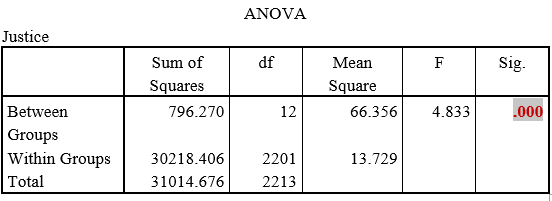 ANOVA
Justice
Sum of Squares df Mean Square F Sig.
Between Groups 796.270 12 66.356 4.833 .000
Within Groups 30218.406 2201 13.729
Total 31014.676 2213